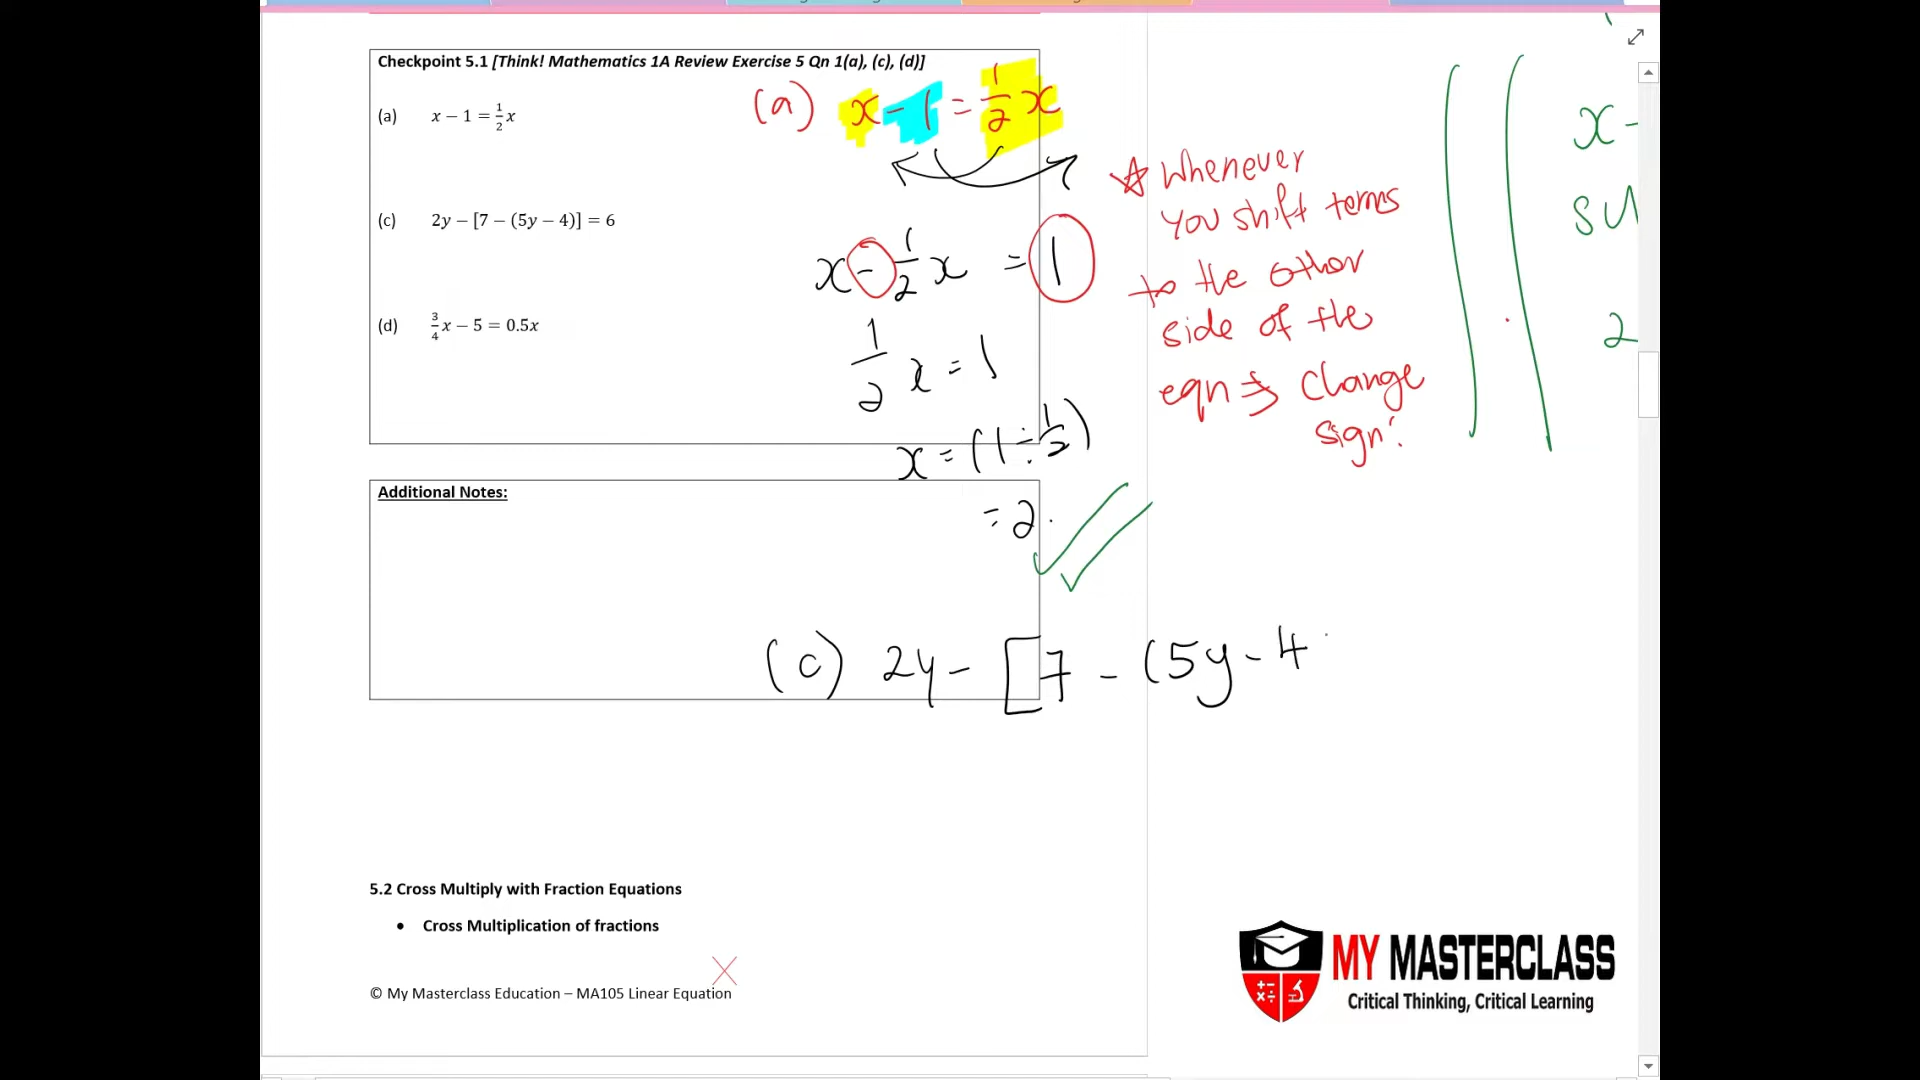 Checkpoint 5.1 [Think! Mathematics 1A Review Exercise 5 Qn 1(a), (c), (d)]
(a) x − 1 = 1/2 x
(c) 2y − [7 − (5y − 4)] = 6
(d) 3/4 x − 5 = 0.5x
(a) x - 1 = 1/2 x
x - 1/2 x = 1
1/2 x = 1
x = (1 ÷ 1/2)
= 2.
☆ Whenever
you shift terms
to the other
side of the
eqn ⇒ Change
sign!
x -
2
Additional Notes:
(c) 2y - [7 - (5y - 4
5.2 Cross Multiply with Fraction Equations
• Cross Multiplication of fractions
© My Masterclass Education – MA105 Linear Equation
MY MASTERCLASS
Critical Thinking, Critical Learning